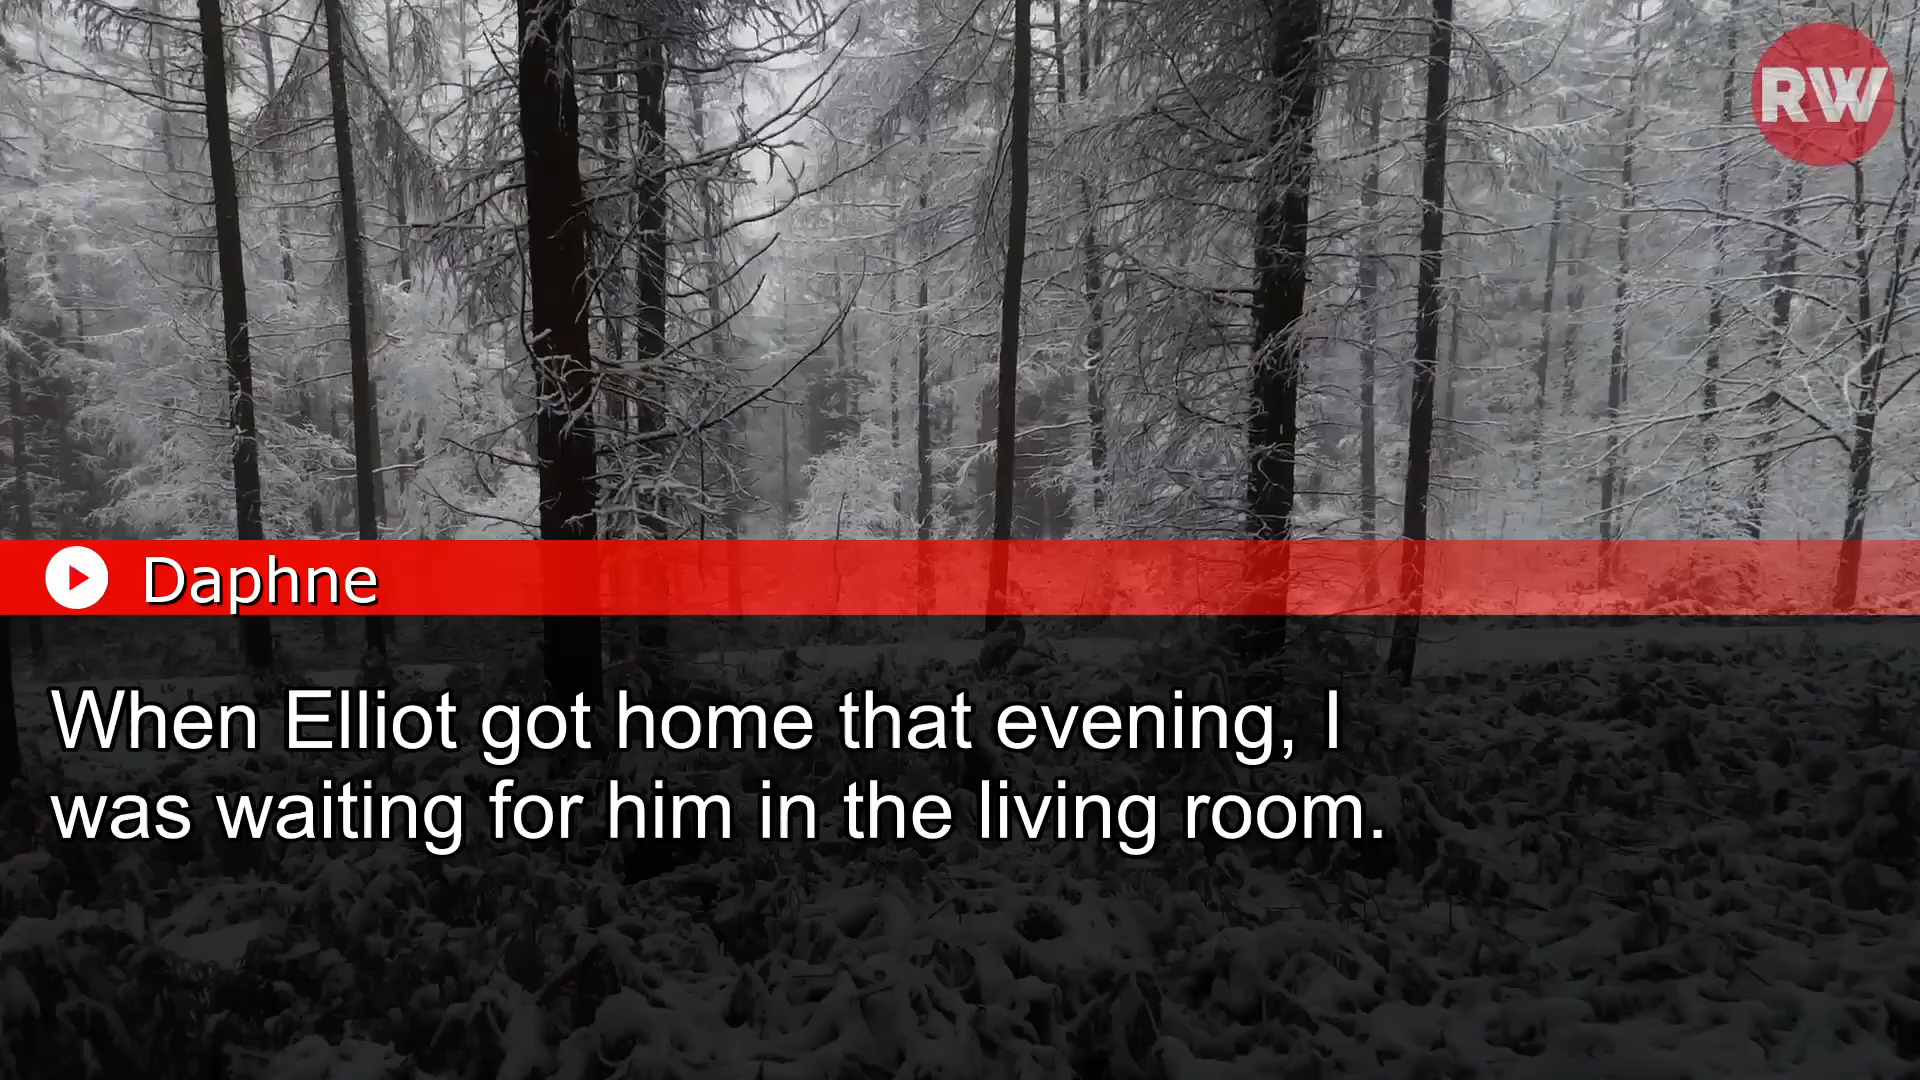 RW
Daphne
When Elliot got home that evening, I
was waiting for him in the living room.